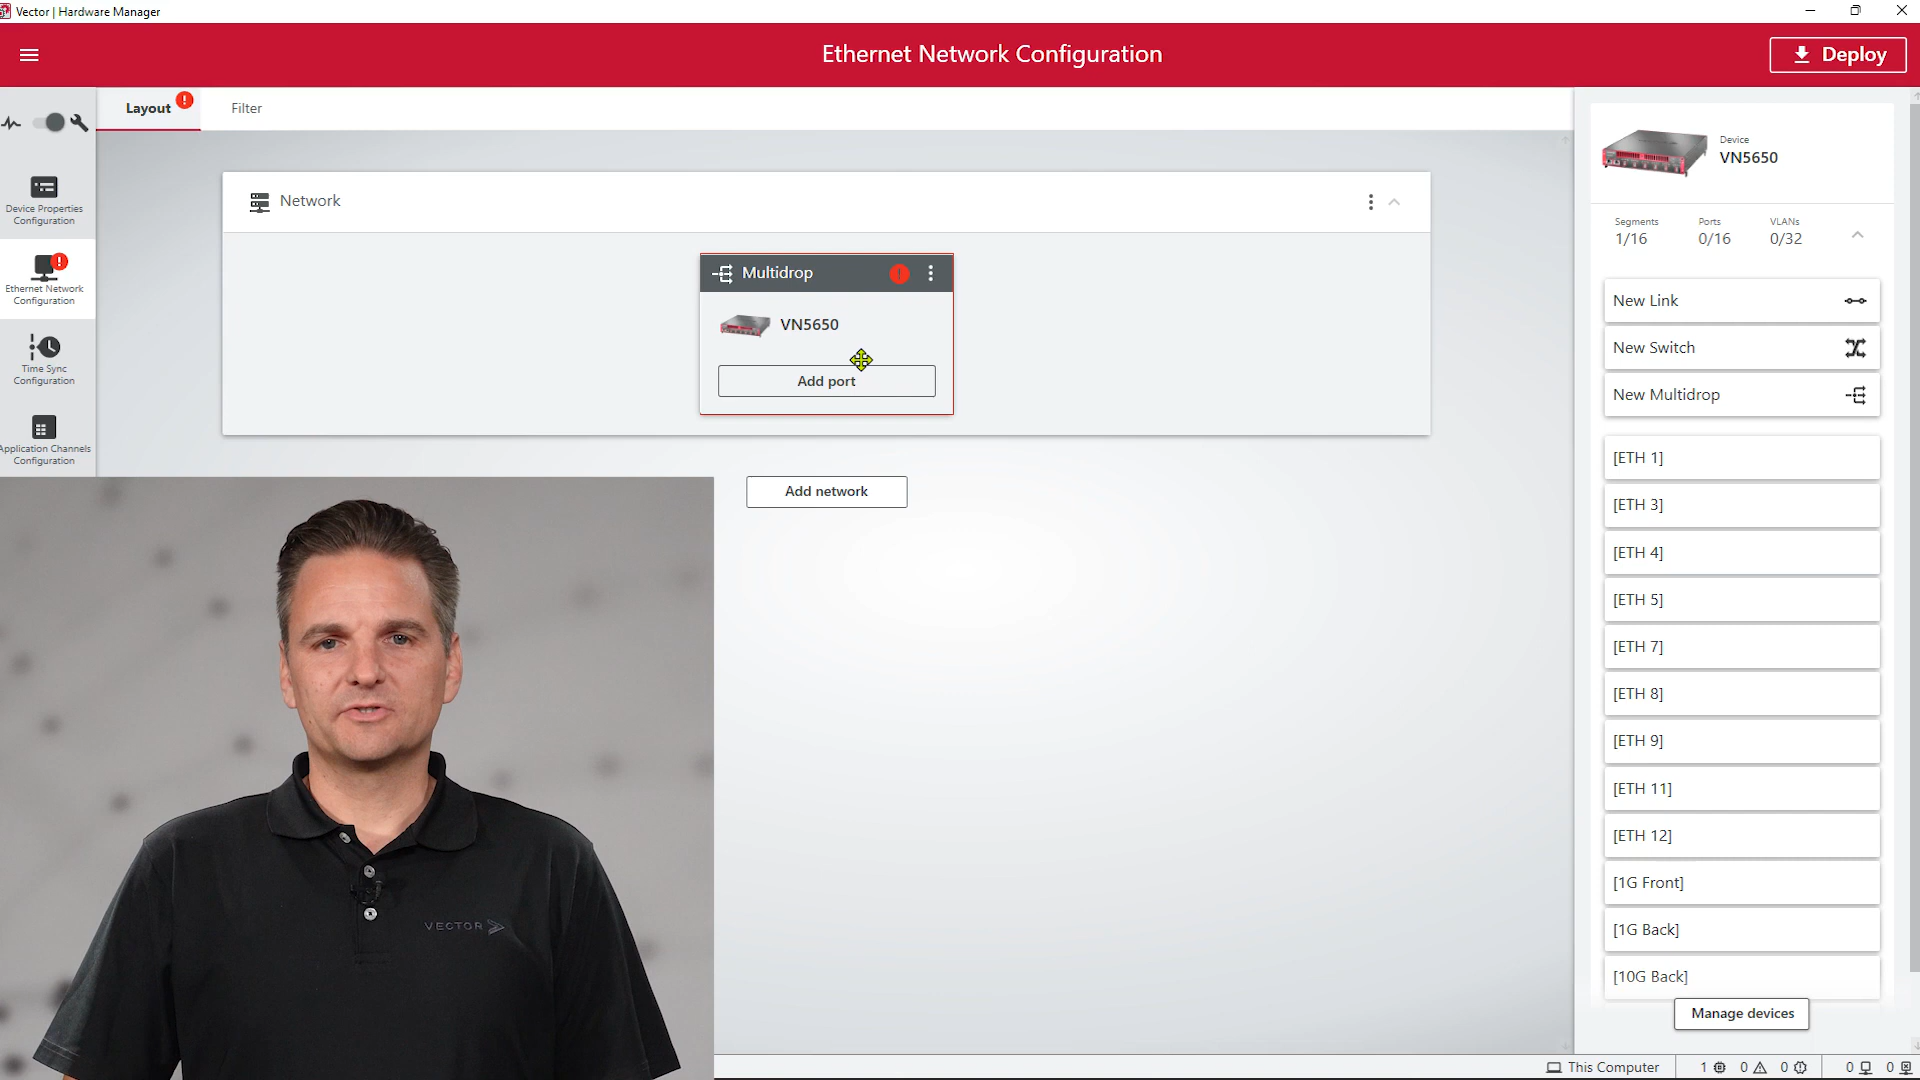 Vector | Hardware Manager
Ethernet Network Configuration
Deploy
Layout
Filter
Device Properties
Configuration
Ethernet Network
Configuration
Time Sync
Configuration
Application Channels
Configuration
Network
Multidrop
VN5650
Add port
Add network
Device
VN5650
Segments
Ports
VLANs
1/16
0/16
0/32
New Link
New Switch
New Multidrop
[ETH 1]
[ETH 3]
[ETH 4]
[ETH 5]
[ETH 7]
[ETH 8]
[ETH 9]
[ETH 11]
[ETH 12]
[1G Front]
[1G Back]
[10G Back]
Manage devices
VECTOR
This Computer
1
0
0
0
0